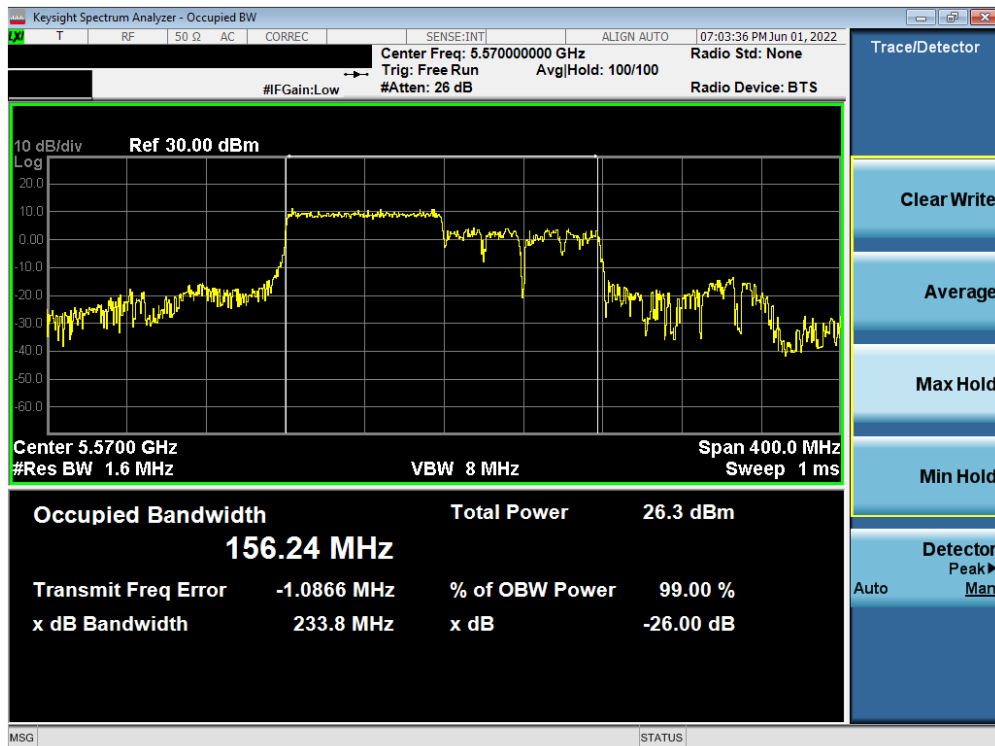 Keysight Spectrum Analyzer - Occupied BW
LXI T RF 50 Ω AC CORREC SENSE:INT ALIGN AUTO 07:03:36 PM Jun 01, 2022
Center Freq: 5.570000000 GHz Radio Std: None
Trig: Free Run Avg|Hold: 100/100
#IFGain:Low #Atten: 26 dB Radio Device: BTS
Trace/Detector
10 dB/div Ref 30.00 dBm
Log
20.0
10.0
0.00
-10.0
-20.0
-30.0
-40.0
-50.0
-60.0
Center 5.5700 GHz Span 400.0 MHz
#Res BW 1.6 MHz VBW 8 MHz Sweep 1 ms
Occupied Bandwidth Total Power 26.3 dBm
156.24 MHz
Transmit Freq Error -1.0866 MHz % of OBW Power 99.00 %
x dB Bandwidth 233.8 MHz x dB -26.00 dB
Clear Write
Average
Max Hold
Min Hold
Detector
Peak▶
Auto Man
MSG STATUS